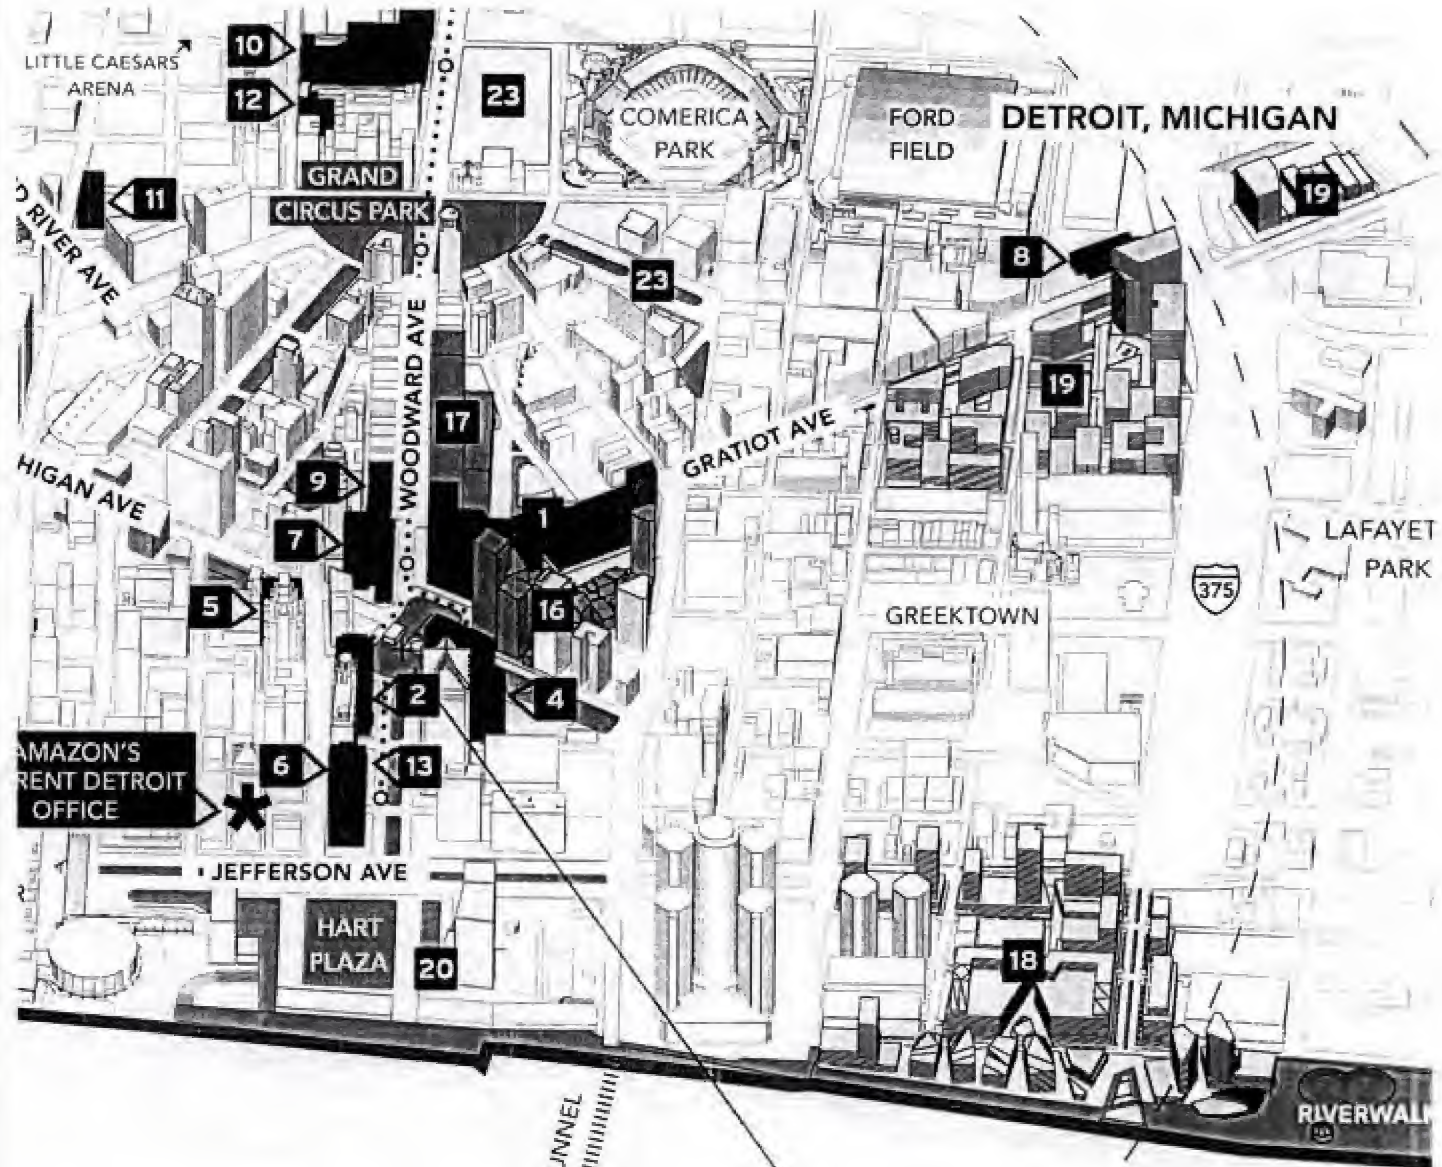 10
LITTLE CAESARS
ARENA
12
23
COMERICA
PARK
FORD
FIELD
DETROIT, MICHIGAN
19
GRAND
CIRCUS PARK
11
D RIVER AVE
8
23
WOODWARD AVE
19
17
GRATIOT AVE
HIGAN AVE
9
1
7
LAFAYET
PARK
375
5
16
GREEKTOWN
2
4
AMAZON'S
RENT DETROIT
OFFICE
6
13
JEFFERSON AVE
HART
PLAZA
20
18
RIVERWALK
UNNEL